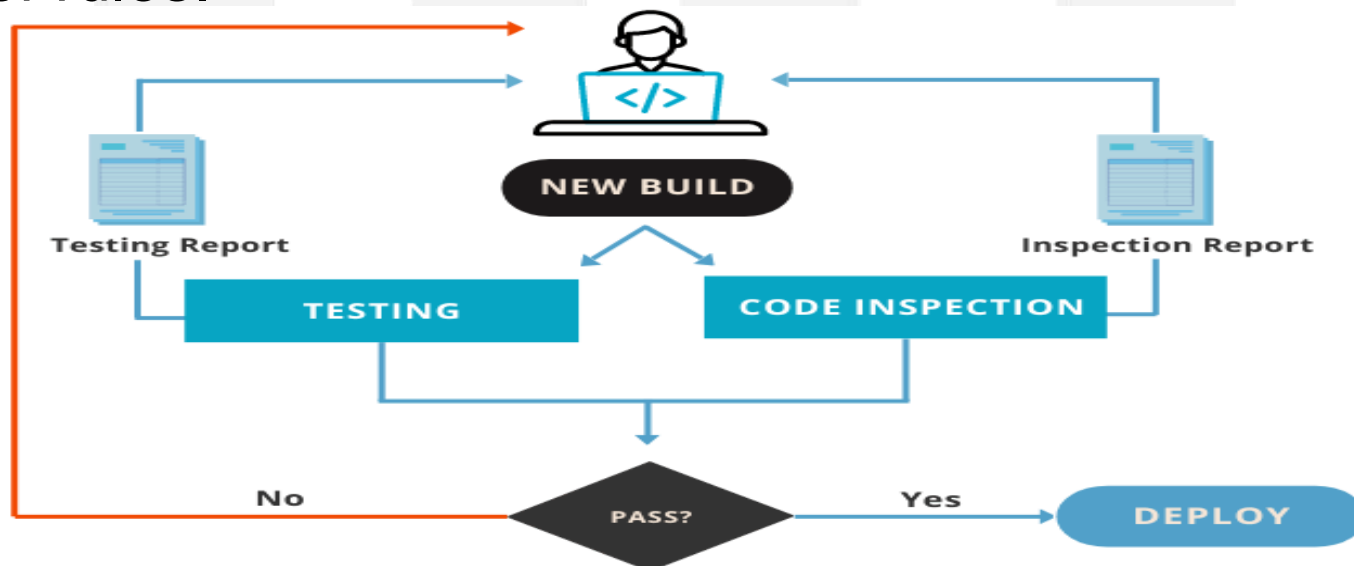 </>
NEW BUILD
Testing Report
Inspection Report
TESTING
CODE INSPECTION
No
PASS?
Yes
DEPLOY